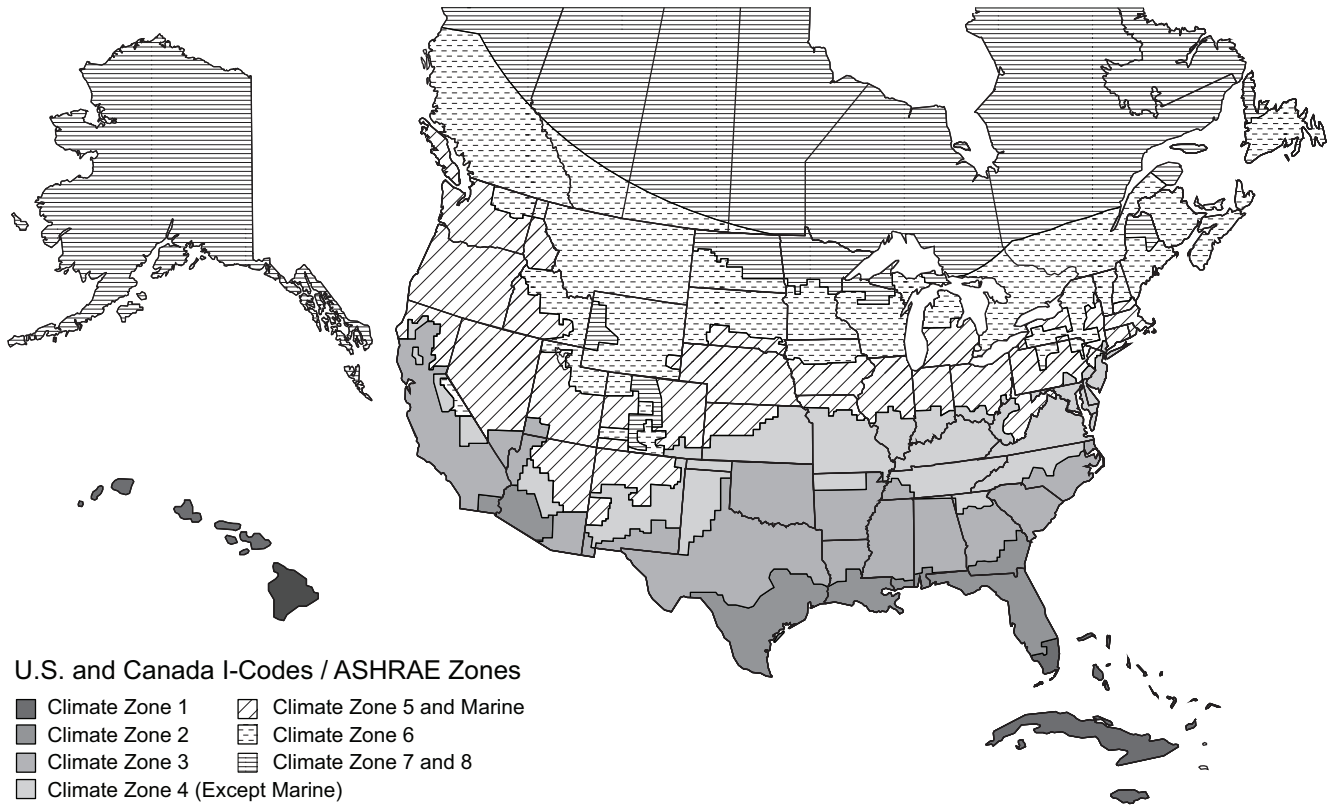 U.S. and Canada I-Codes / ASHRAE Zones
Climate Zone 1
Climate Zone 2
Climate Zone 3
Climate Zone 4 (Except Marine)
Climate Zone 5 and Marine
Climate Zone 6
Climate Zone 7 and 8